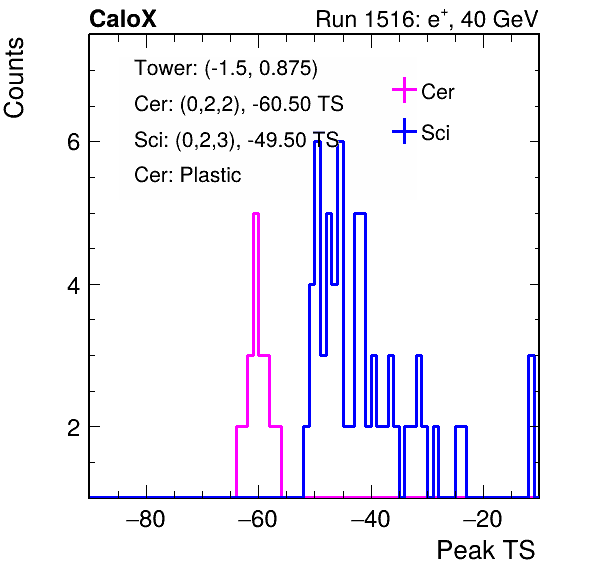 CaloX Run 1516: e⁺, 40 GeV
Counts
Tower: (-1.5, 0.875)
Cer: (0,2,2), -60.50 TS
Sci: (0,2,3), -49.50 TS
Cer: Plastic
Cer
Sci
6
4
2
−80 −60 −40 −20
Peak TS